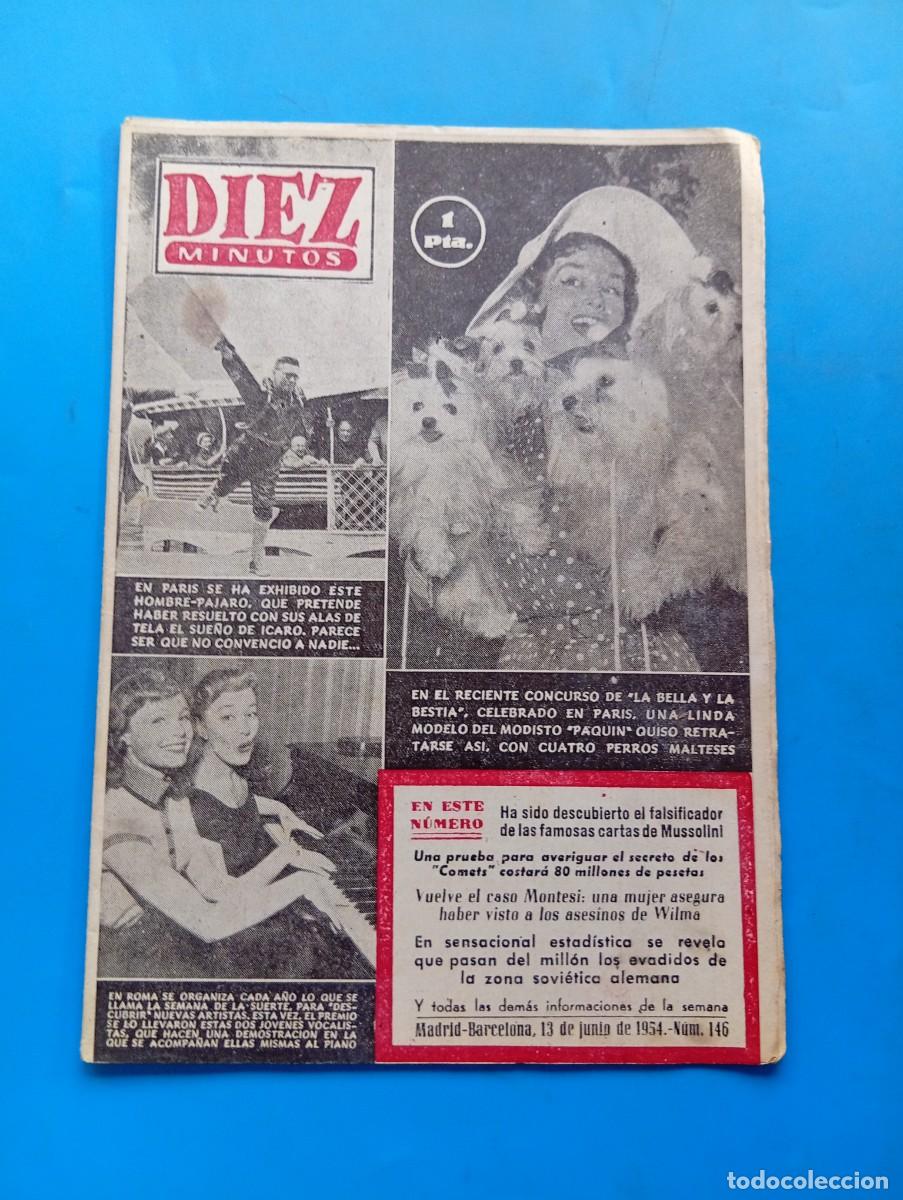 DIEZ
MINUTOS
1
Pta.
EN PARIS SE HA EXHIBIDO ESTE
HOMBRE-PAJARO, QUE PRETENDE
HABER RESUELTO CON SUS ALAS DE
TELA EL SUEÑO DE ICARO. PARECE
SER QUE NO CONVENCIO A NADIE...
EN EL RECIENTE CONCURSO DE "LA BELLA Y LA
BESTIA", CELEBRADO EN PARIS, UNA LINDA
MODELO DEL MODISTO "PAQUIN" QUISO RETRA-
TARSE ASI, CON CUATRO PERROS MALTESES
EN ROMA SE ORGANIZA CADA AÑO LO QUE SE
LLAMA LA SEMANA DE LA SUERTE, PARA "DES-
CUBRIR" NUEVAS ARTISTAS. ESTA VEZ, EL PREMIO
SE LO LLEVARON ESTAS DOS JOVENES VOCALIS-
TAS, QUE HACEN UNA DEMOSTRACION EN LA
QUE SE ACOMPAÑAN ELLAS MISMAS AL PIANO
EN ESTE
NÚMERO
Ha sido descubierto el falsificador
de las famosas cartas de Mussolini
Una prueba para averiguar el secreto de los
"Comets" costará 80 millones de pesetas
Vuelve el caso Montesi: una mujer asegura
haber visto a los asesinos de Wilma
En sensacional estadística se revela
que pasan del millón los evadidos de
la zona soviética alemana
Y todas las demás informaciones de la semana
Madrid-Barcelona, 13 de junio de 1954.-Núm. 146
todocoleccion